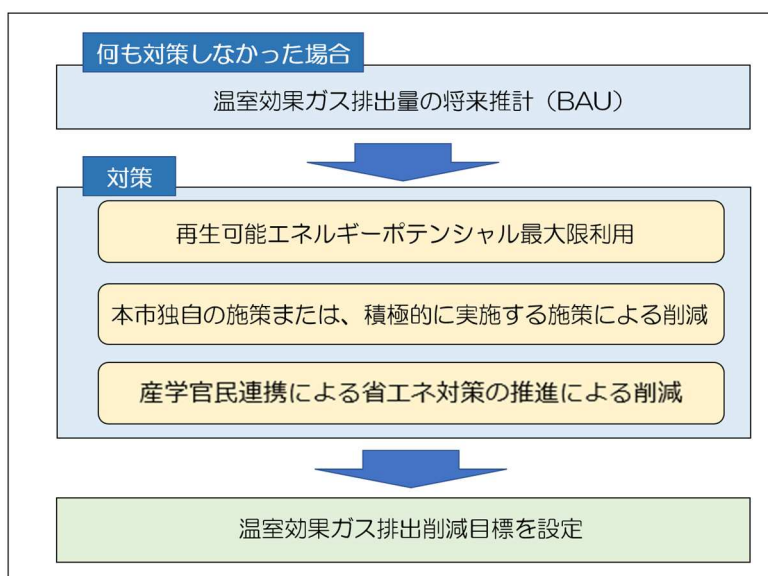 何も対策しなかった場合
温室効果ガス排出量の将来推計（BAU）
対策
再生可能エネルギーポテンシャル最大限利用
本市独自の施策または、積極的に実施する施策による削減
産学官民連携による省エネ対策の推進による削減
温室効果ガス排出削減目標を設定